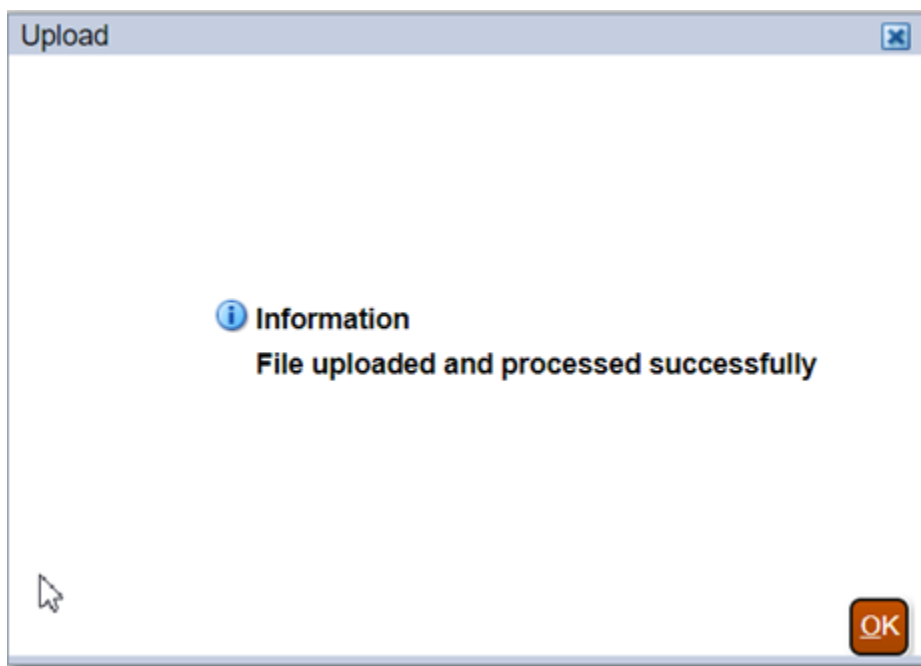 Upload
Information
File uploaded and processed successfully
OK